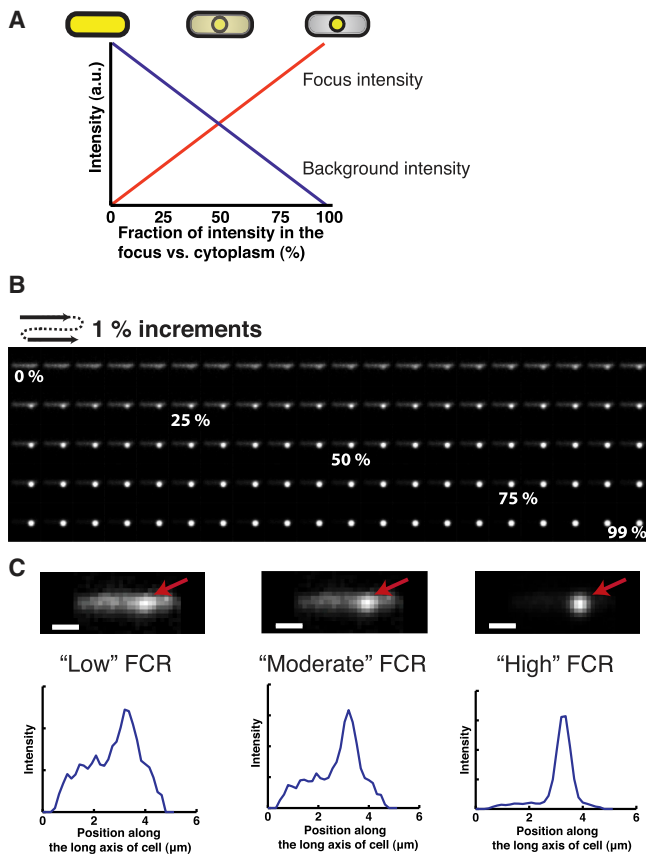 A
Intensity (a.u.)
Focus intensity
Background intensity
0 25 50 75 100
Fraction of intensity in the
focus vs. cytoplasm (%)
B
1 % increments
0 %
25 %
50 %
75 %
99 %
C
“Low” FCR
“Moderate” FCR
“High” FCR
Intensity
0 2 4 6
Position along
the long axis of cell (µm)
Intensity
0 2 4 6
Position along
the long axis of cell (µm)
Intensity
0 2 4 6
Position along
the long axis of cell (µm)